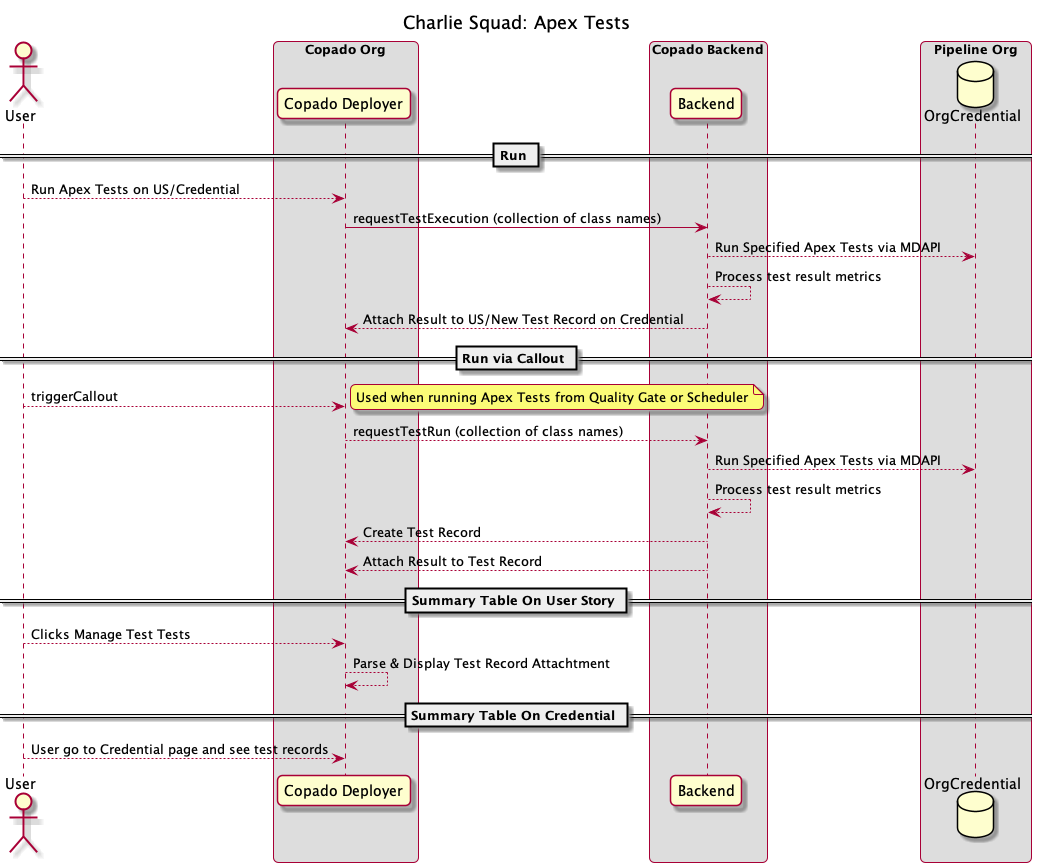 Charlie Squad: Apex Tests
Copado Org
Copado Backend
Pipeline Org
User
Copado Deployer
Backend
OrgCredential
Run
Run Apex Tests on US/Credential
requestTestExecution (collection of class names)
Run Specified Apex Tests via MDAPI
Process test result metrics
Attach Result to US/New Test Record on Credential
Run via Callout
triggerCallout
Used when running Apex Tests from Quality Gate or Scheduler
requestTestRun (collection of class names)
Run Specified Apex Tests via MDAPI
Process test result metrics
Create Test Record
Attach Result to Test Record
Summary Table On User Story
Clicks Manage Test Tests
Parse & Display Test Record Attachtment
Summary Table On Credential
User go to Credential page and see test records
User
Copado Deployer
Backend
OrgCredential